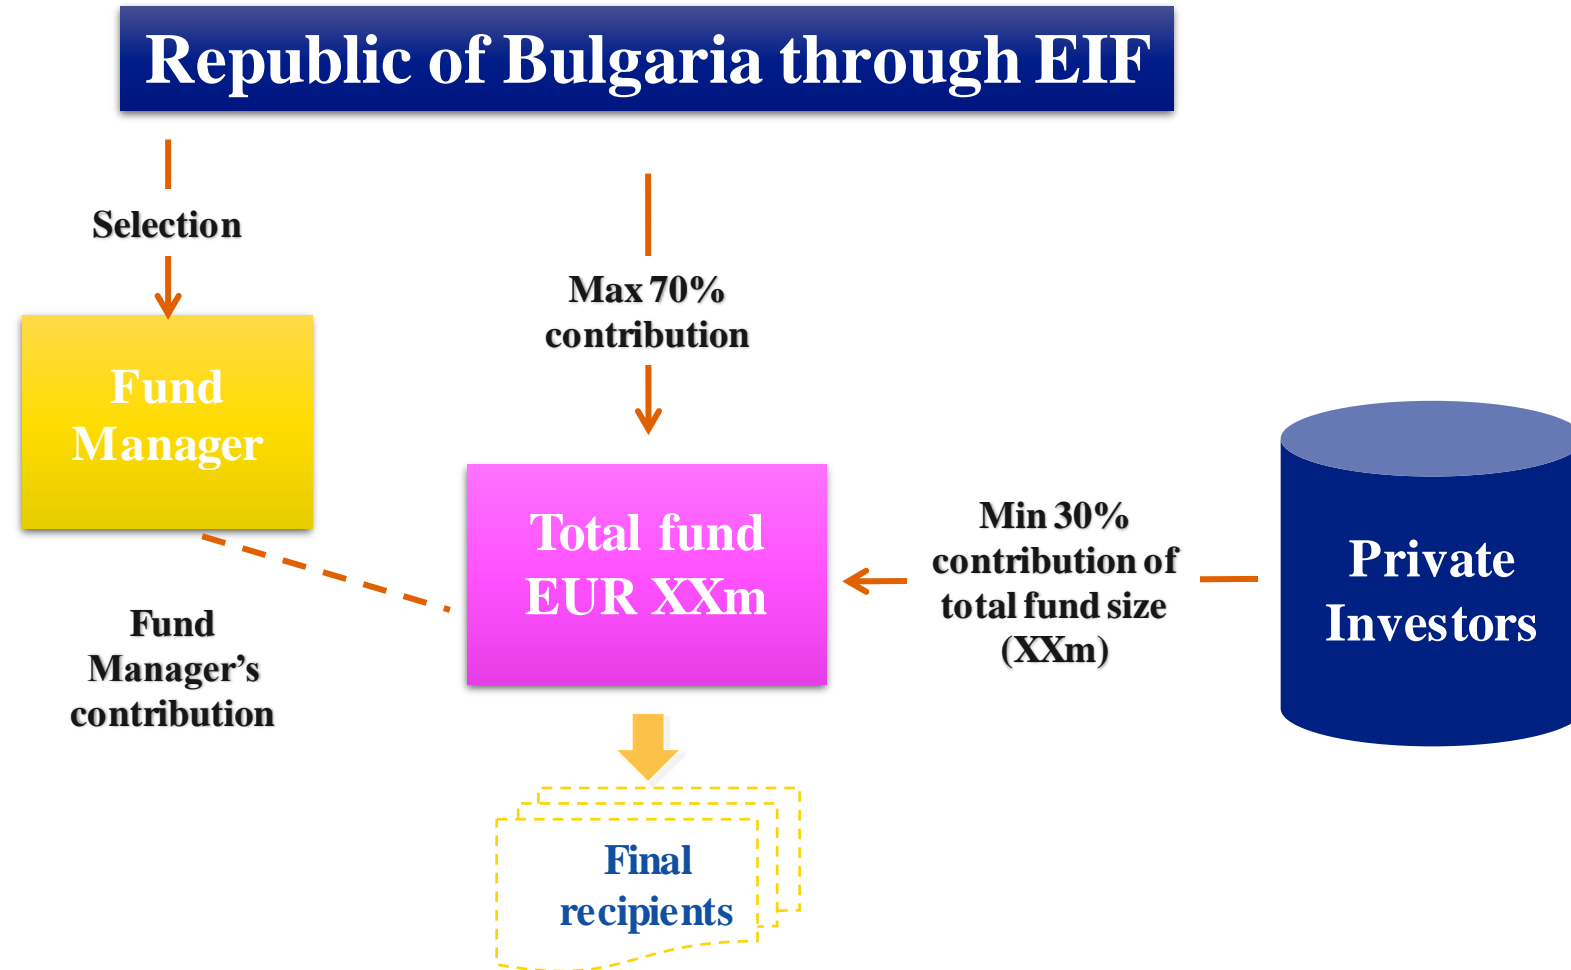 Republic of Bulgaria through EIF
Selection
Max 70%
contribution
Fund
Manager
Total fund
EUR XXm
Min 30%
contribution of
total fund size
(XXm)
Private
Investors
Fund
Manager’s
contribution
Final
recipients